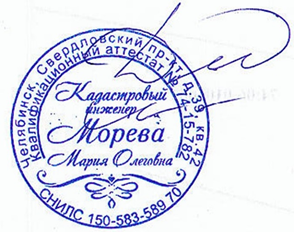 Челябинск, Свердловский пр-кт, д.39, кв.42
Квалификационный аттестат № 74-15-782
Кадастровый
инженер
Морева
Мария Олеговна
СНИЛС 150-583-589 70